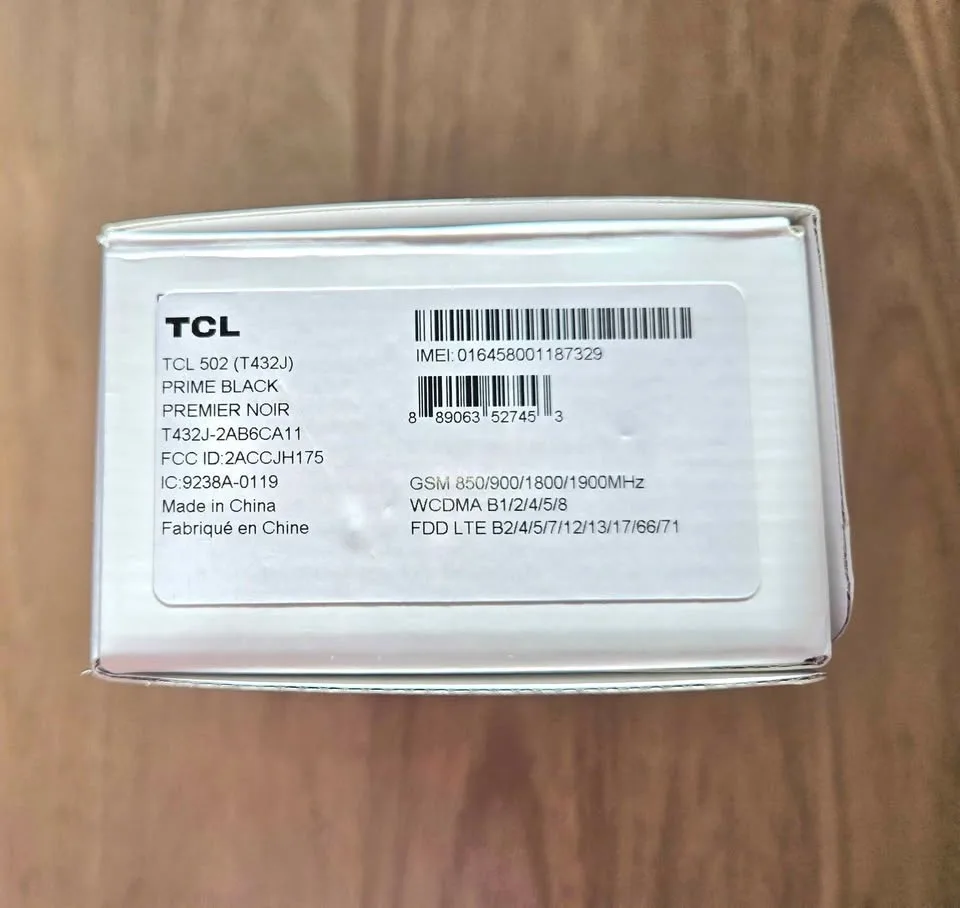 TCL
TCL 502 (T432J)
PRIME BLACK
PREMIER NOIR
T432J-2AB6CA11
FCC ID:2ACCJH175
IC:9238A-0119
Made in China
Fabriqué en Chine
IMEI: 016458001187329
8 89063 52745 3
GSM 850/900/1800/1900MHz
WCDMA B1/2/4/5/8
FDD LTE B2/4/5/7/12/13/17/66/71